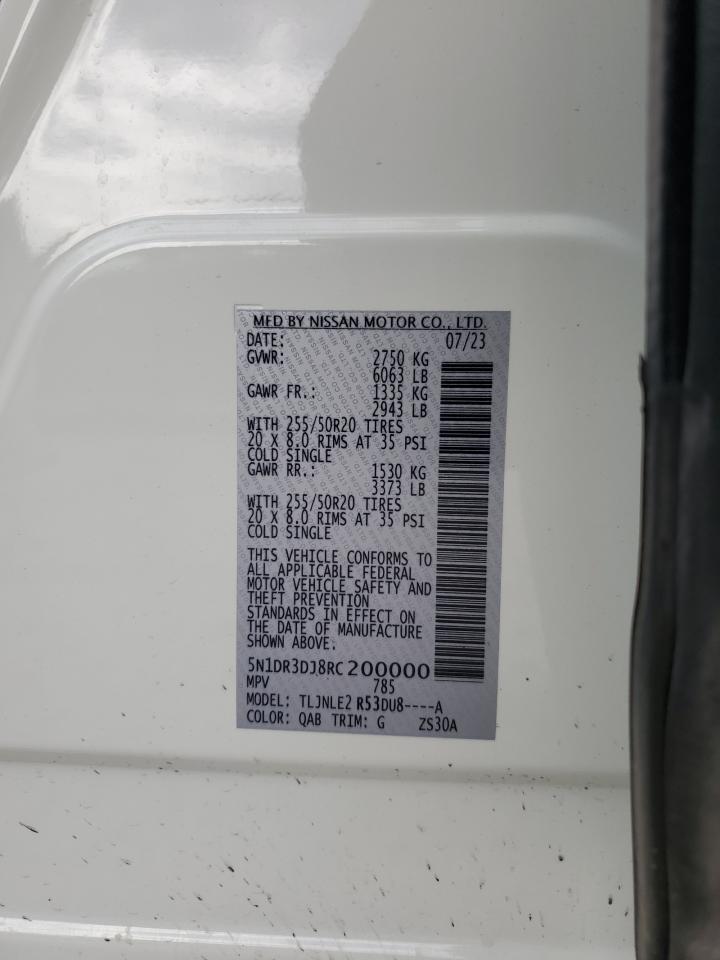 MFD BY NISSAN MOTOR CO., LTD.
DATE: 07/23
GVWR: 2750 KG
6063 LB
GAWR FR.: 1335 KG
2943 LB
WITH 255/50R20 TIRES
20 X 8.0 RIMS AT 35 PSI
COLD SINGLE
GAWR RR.: 1530 KG
3373 LB
WITH 255/50R20 TIRES
20 X 8.0 RIMS AT 35 PSI
COLD SINGLE
THIS VEHICLE CONFORMS TO
ALL APPLICABLE FEDERAL
MOTOR VEHICLE SAFETY AND
THEFT PREVENTION
STANDARDS IN EFFECT ON
THE DATE OF MANUFACTURE
SHOWN ABOVE.
5N1DR3DJ8RC200000
MPV 785
MODEL: TLJNLE2 R53DU8----A
COLOR: QAB TRIM: G ZS30A